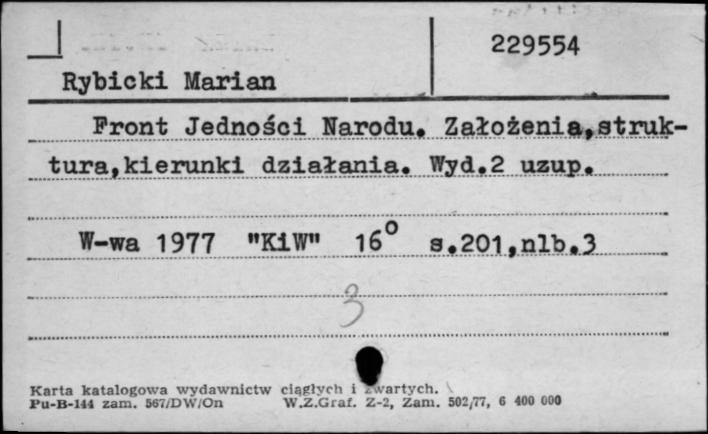 229554
Rybicki Marian
Front Jedności Narodu. Założenia,struk-
tura,kierunki działania. Wyd.2 uzup.
W-wa 1977 "KiW" 16° s.201,nlb.3
3
Karta katalogowa wydawnictw ciągłych i zwartych.
Pu-B-144 zam. 567/DW/On W.Z.Graf. Z-2, Zam. 502/77, 6 400 000